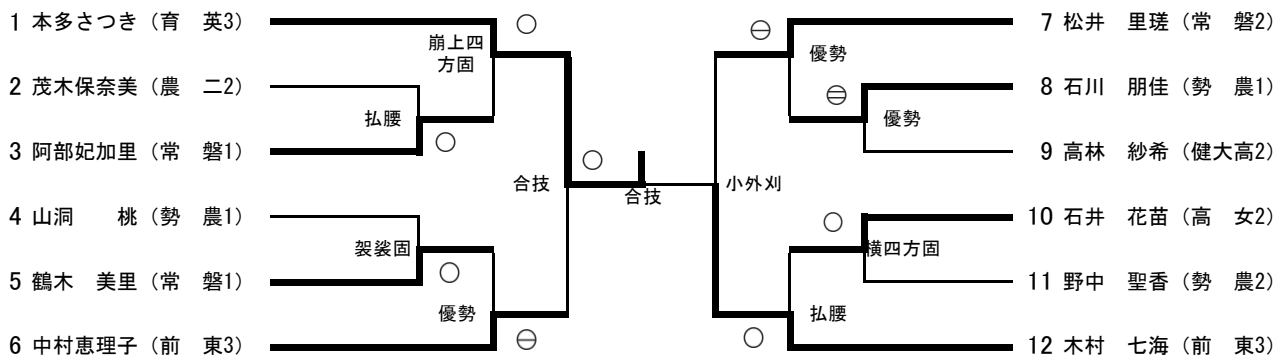 1 本多さつき（育　英3）
崩上四
方固
2 茂木保奈美（農　二2）
払腰
3 阿部妃加里（常　磐1）
合技
4 山洞　　桃（勢　農1）
袈裟固
5 鶴木　美里（常　磐1）
優勢
6 中村恵理子（前　東3）
合技
7 松井　里瑳（常　磐2）
優勢
8 石川　朋佳（勢　農1）
優勢
9 高林　紗希（健大高2）
小外刈
10 石井　花苗（高　女2）
横四方固
11 野中　聖香（勢　農2）
払腰
12 木村　七海（前　東3）